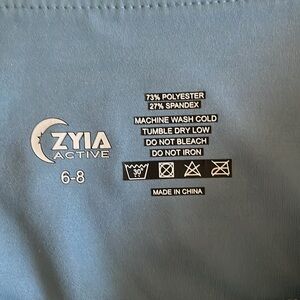 73% POLYESTER
27% SPANDEX
MACHINE WASH COLD
TUMBLE DRY LOW
DO NOT BLEACH
DO NOT IRON
30°
MADE IN CHINA
ZYIA
ACTIVE
6-8